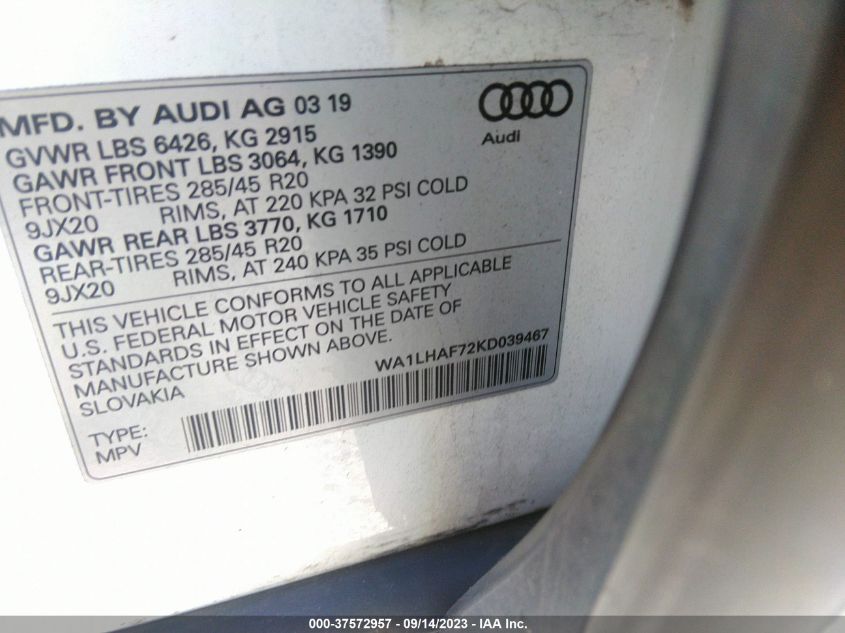 MFD. BY AUDI AG 03 19
Audi
GVWR LBS 6426, KG 2915
GAWR FRONT LBS 3064, KG 1390
FRONT-TIRES 285/45 R20
9JX20 RIMS, AT 220 KPA 32 PSI COLD
GAWR REAR LBS 3770, KG 1710
REAR-TIRES 285/45 R20
9JX20 RIMS, AT 240 KPA 35 PSI COLD
THIS VEHICLE CONFORMS TO ALL APPLICABLE
U.S. FEDERAL MOTOR VEHICLE SAFETY
STANDARDS IN EFFECT ON THE DATE OF
MANUFACTURE SHOWN ABOVE.
SLOVAKIA
WA1LHAF72KD039467
TYPE:
MPV
000-37572957 - 09/14/2023 - IAA Inc.